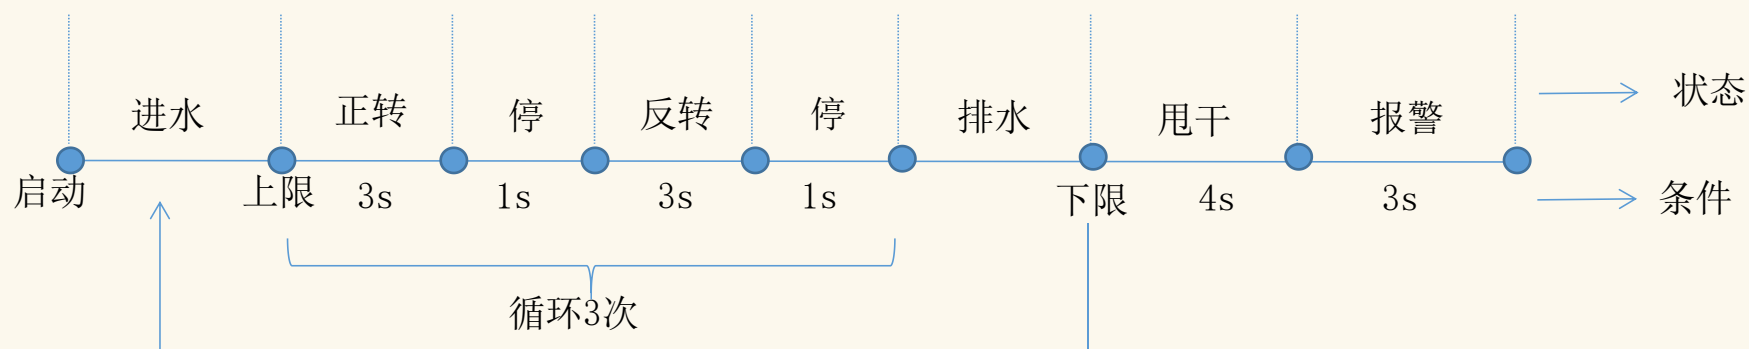 进水 正转 停 反转 停 排水 甩干 报警 状态
启动 上限 3s 1s 3s 1s 下限 4s 3s 条件
循环3次